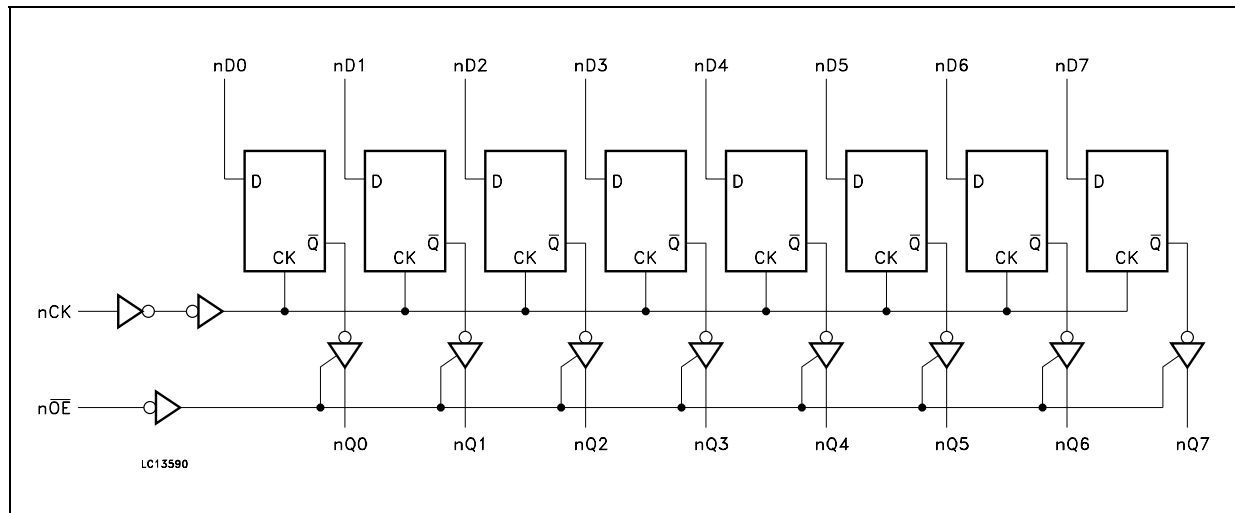 nD0 nD1 nD2 nD3 nD4 nD5 nD6 nD7
D D D D D D D D
Q̅ Q̅ Q̅ Q̅ Q̅ Q̅ Q̅ Q̅
CK CK CK CK CK CK CK CK
nCK
nO̅E̅
nQ0 nQ1 nQ2 nQ3 nQ4 nQ5 nQ6 nQ7
LC13590